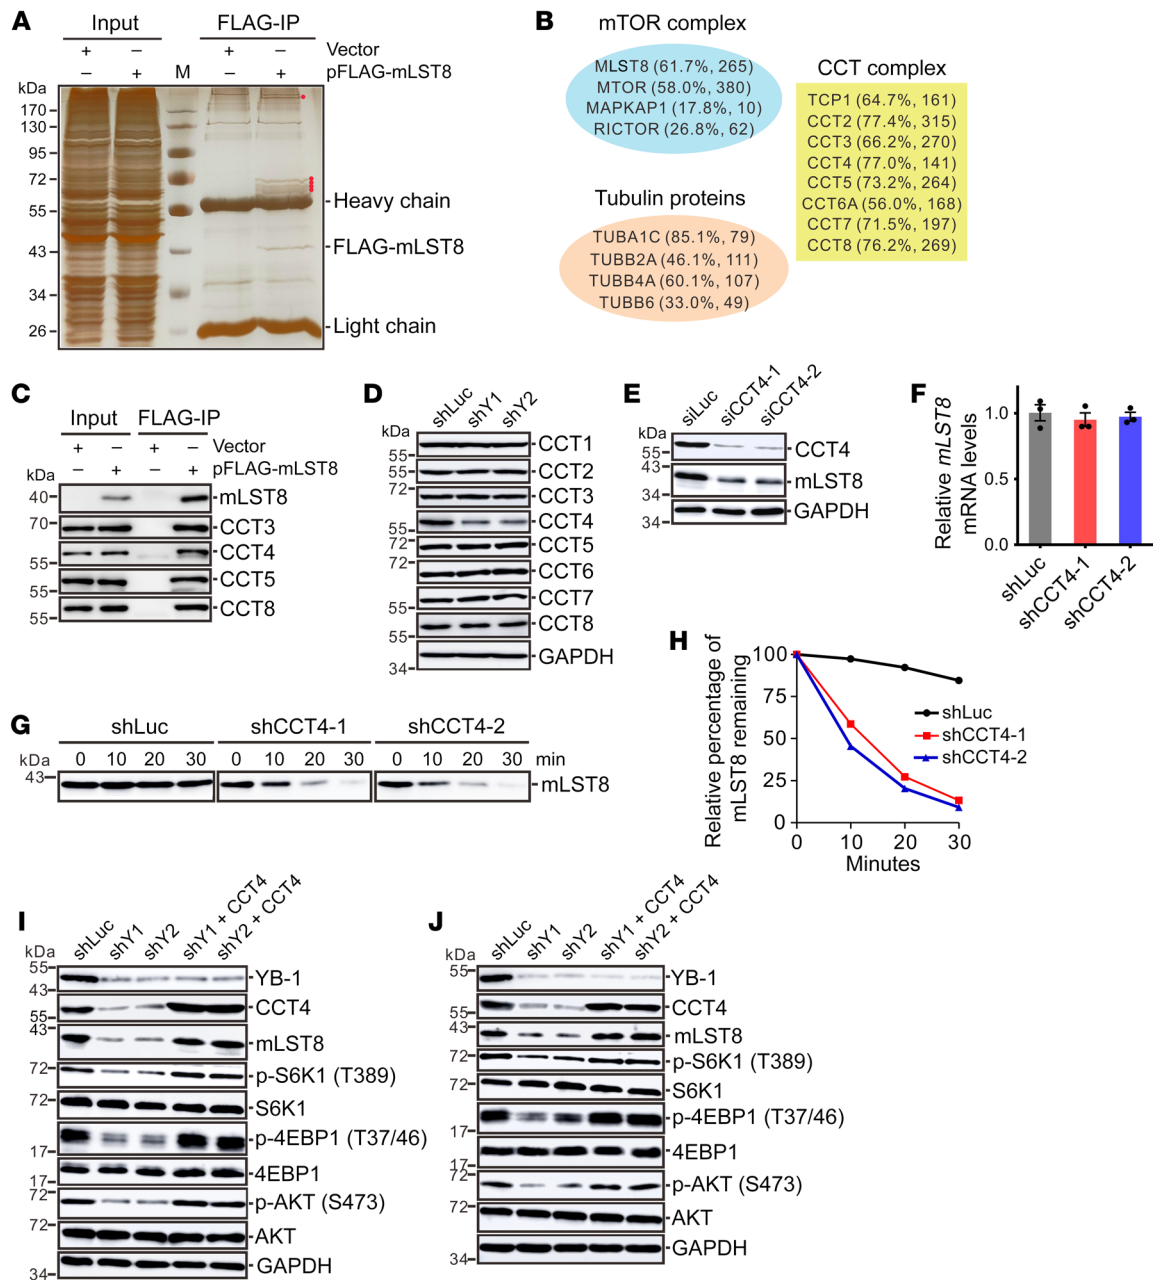 A
Input
FLAG-IP
+ – + – Vector
– + M – + pFLAG-mLST8
kDa
170
130
95
72
55
43
34
26
Heavy chain
FLAG-mLST8
Light chain
B
mTOR complex
MLST8 (61.7%, 265)
MTOR (58.0%, 380)
MAPKAP1 (17.8%, 10)
RICTOR (26.8%, 62)
Tubulin proteins
TUBA1C (85.1%, 79)
TUBB2A (46.1%, 111)
TUBB4A (60.1%, 107)
TUBB6 (33.0%, 49)
CCT complex
TCP1 (64.7%, 161)
CCT2 (77.4%, 315)
CCT3 (66.2%, 270)
CCT4 (77.0%, 141)
CCT5 (73.2%, 264)
CCT6A (56.0%, 168)
CCT7 (71.5%, 197)
CCT8 (76.2%, 269)
C
Input FLAG-IP
+ – + – Vector
– + – + pFLAG-mLST8
kDa
40 mLST8
70 CCT3
CCT4
55
CCT5
55
CCT8
55
D
shLuc shY1 shY2
kDa
CCT1
55
CCT2
55
72
CCT3
CCT4
55
72 CCT5
72
CCT6
CCT7
55
CCT8
55
GAPDH
34
E
siLuc siCCT4-1 siCCT4-2
kDa
CCT4
55
43
mLST8
34
GAPDH
34
F
Relative mLST8
mRNA levels
1.0
0.5
0.0
shLuc shCCT4-1 shCCT4-2
G
shLuc shCCT4-1 shCCT4-2
kDa 0 10 20 30 0 10 20 30 0 10 20 30 min
43
mLST8
H
Relative percentage of
mLST8 remaining
100
75
50
25
0
0 10 20 30
Minutes
shLuc
shCCT4-1
shCCT4-2
I
shLuc shY1 shY2 shY1 + CCT4 shY2 + CCT4
kDa
55
YB-1
43
CCT4
55
43
mLST8
72
p-S6K1 (T389)
72
S6K1
p-4EBP1 (T37/46)
17
4EBP1
17
72
p-AKT (S473)
72
AKT
GAPDH
34
J
shLuc shY1 shY2 shY1 + CCT4 shY2 + CCT4
kDa
55
YB-1
CCT4
55
43
mLST8
72
p-S6K1 (T389)
72
S6K1
p-4EBP1 (T37/46)
17
4EBP1
17
72
p-AKT (S473)
72
AKT
GAPDH
34